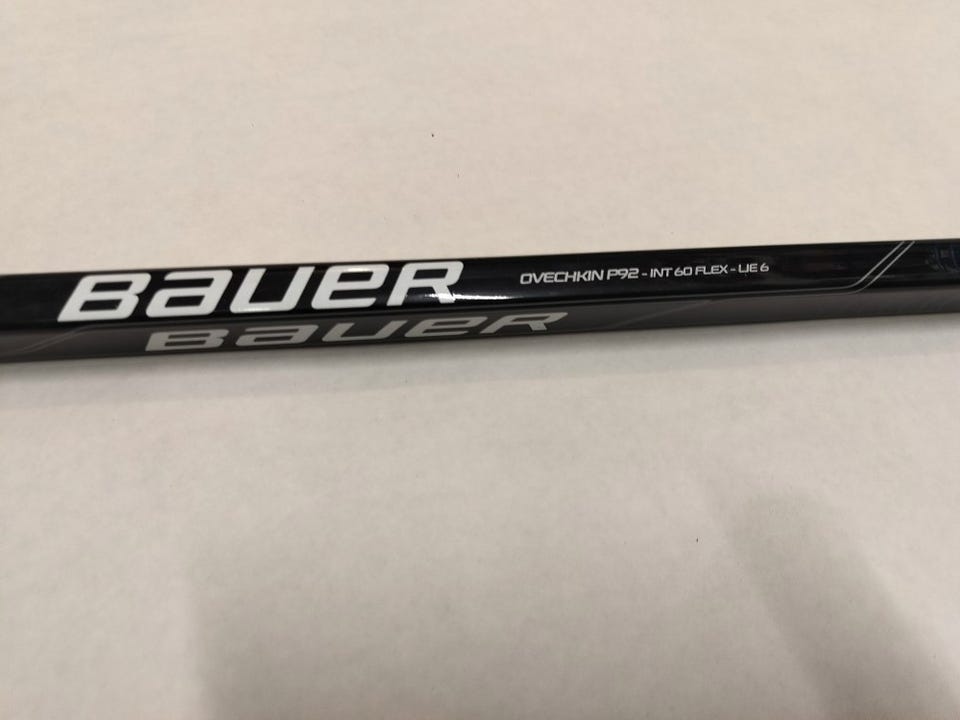 BAUER
OVECHKIN P92 - INT 60 FLEX - LIE 6
BAUER